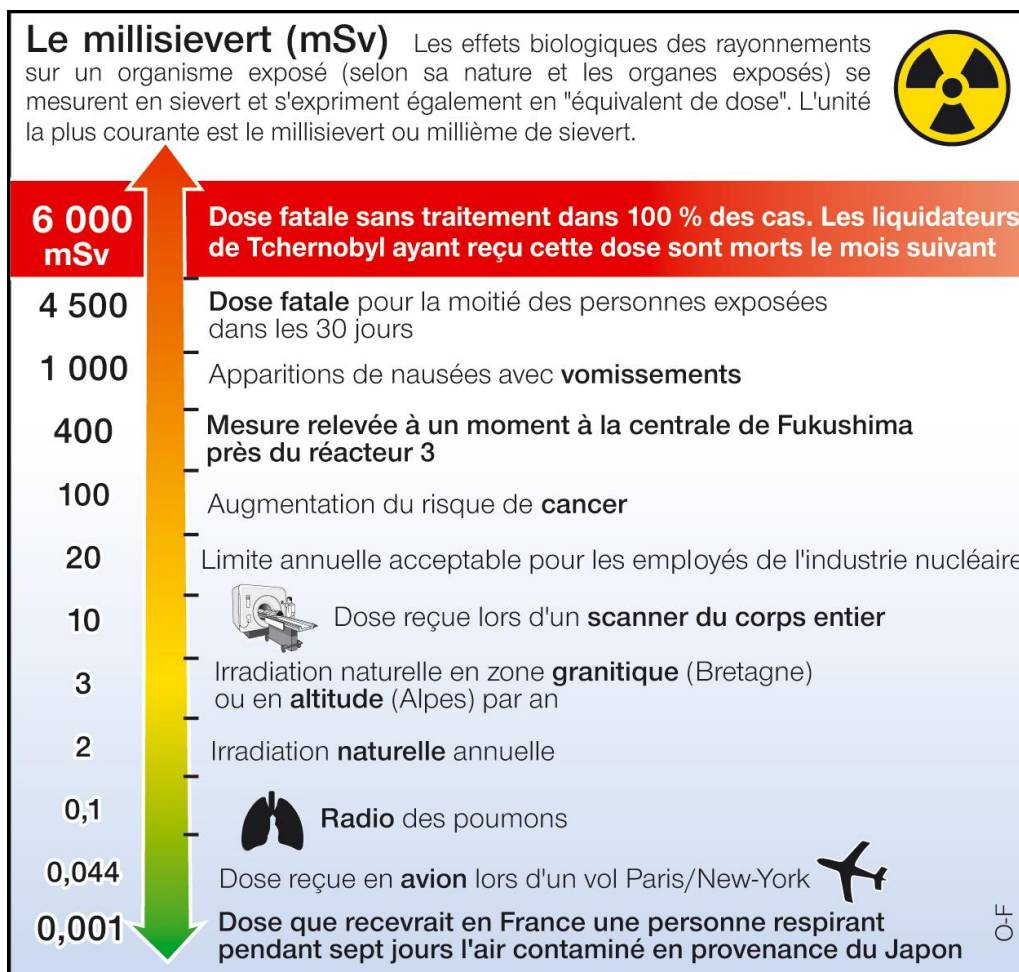 Le millisievert (mSv) Les effets biologiques des rayonnements
sur un organisme exposé (selon sa nature et les organes exposés) se
mesurent en sievert et s'expriment également en "équivalent de dose". L'unité
la plus courante est le millisievert ou millième de sievert.
6 000
mSv
Dose fatale sans traitement dans 100 % des cas. Les liquidateurs
de Tchernobyl ayant reçu cette dose sont morts le mois suivant
4 500
Dose fatale pour la moitié des personnes exposées
dans les 30 jours
1 000
Apparitions de nausées avec vomissements
400
Mesure relevée à un moment à la centrale de Fukushima
près du réacteur 3
100
Augmentation du risque de cancer
20
Limite annuelle acceptable pour les employés de l'industrie nucléaire
10
Dose reçue lors d'un scanner du corps entier
3
Irradiation naturelle en zone granitique (Bretagne)
ou en altitude (Alpes) par an
2
Irradiation naturelle annuelle
0,1
Radio des poumons
0,044
Dose reçue en avion lors d'un vol Paris/New-York
0,001
Dose que recevrait en France une personne respirant
pendant sept jours l'air contaminé en provenance du Japon
O-F